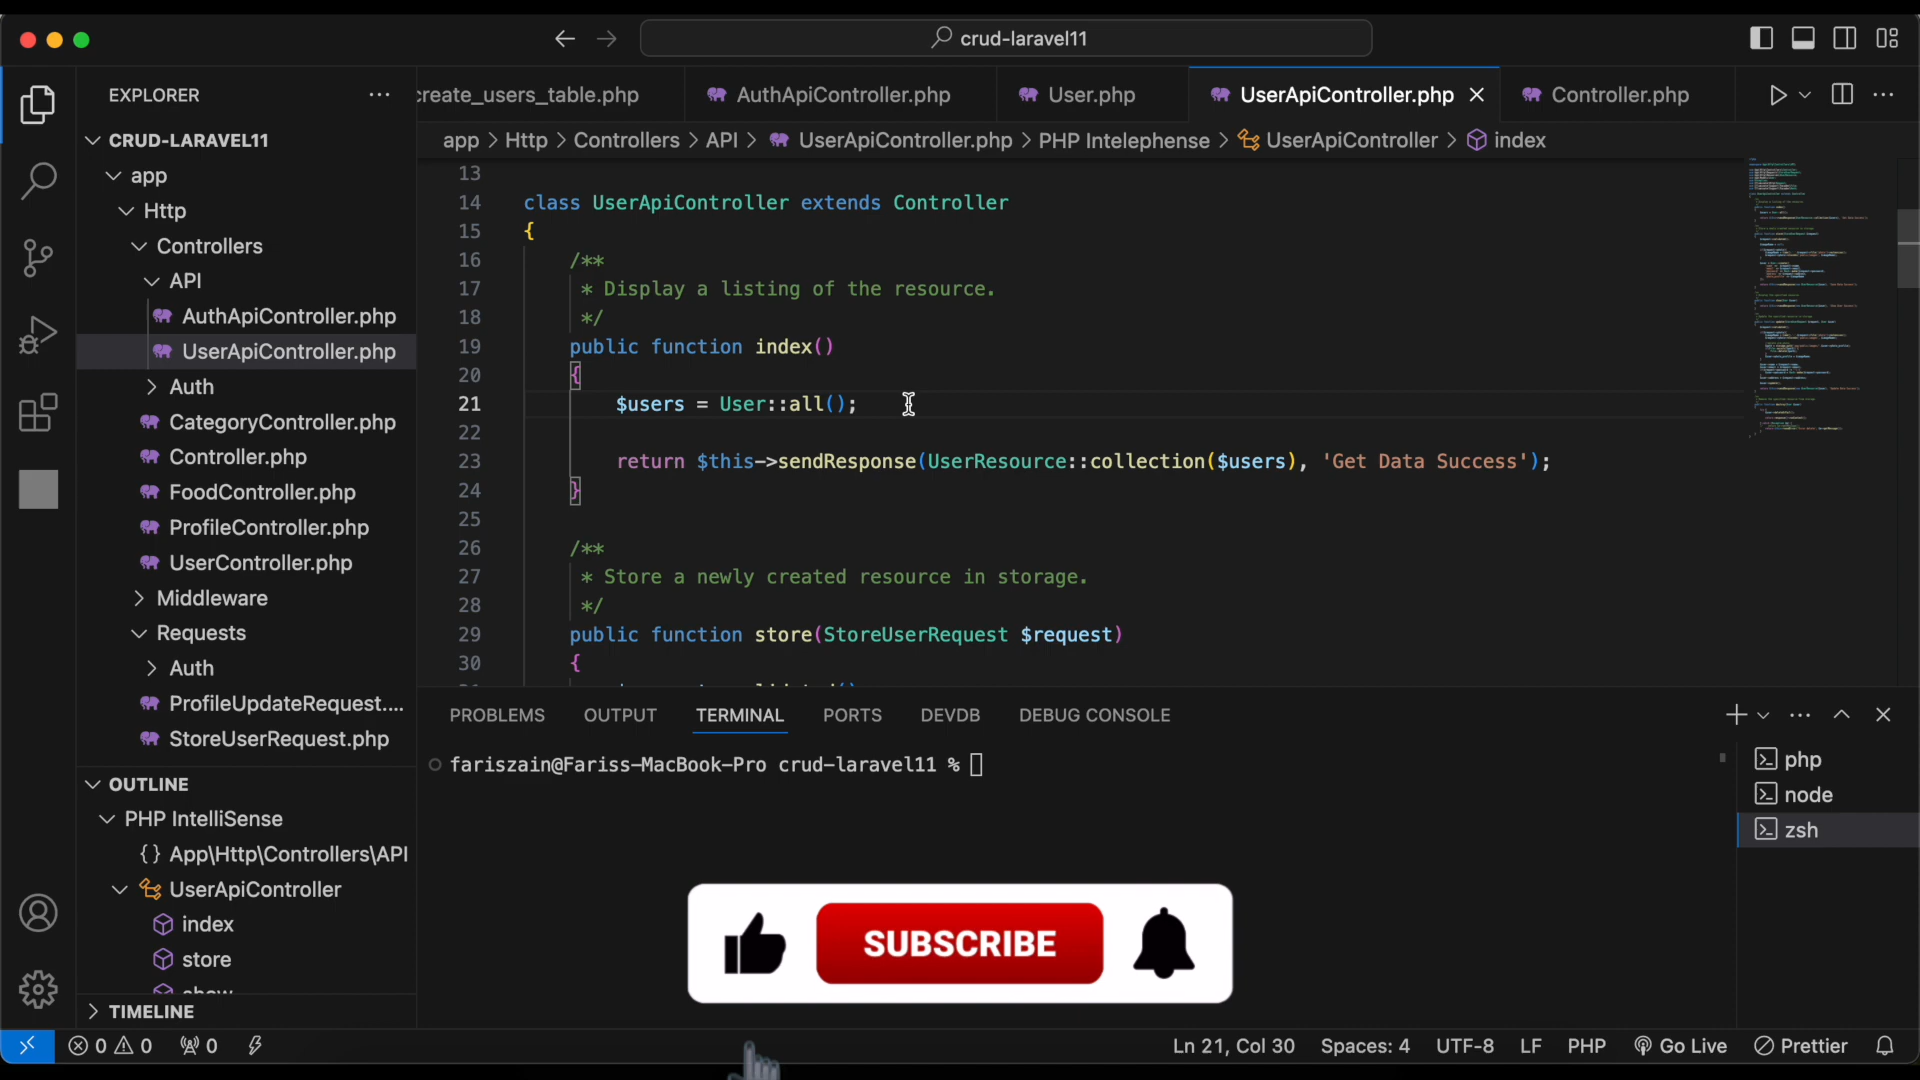 crud-laravel11
EXPLORER
CRUD-LARAVEL11
app
Http
Controllers
API
AuthApiController.php
UserApiController.php
Auth
CategoryController.php
Controller.php
FoodController.php
ProfileController.php
UserController.php
Middleware
Requests
Auth
ProfileUpdateRequest....
StoreUserRequest.php
OUTLINE
PHP IntelliSense
{} App\Http\Controllers\API
UserApiController
index
store
show
TIMELINE
create_users_table.php AuthApiController.php User.php UserApiController.php Controller.php
app > Http > Controllers > API > UserApiController.php > PHP Intelephense > UserApiController > index
13
14 class UserApiController extends Controller
15 {
16 /**
17 * Display a listing of the resource.
18 */
19 public function index()
20 {
21 $users = User::all();
22
23 return $this->sendResponse(UserResource::collection($users), 'Get Data Success');
24 }
25
26 /**
27 * Store a newly created resource in storage.
28 */
29 public function store(StoreUserRequest $request)
30 {
PROBLEMS OUTPUT TERMINAL PORTS DEVDB DEBUG CONSOLE
fariszain@Fariss-MacBook-Pro crud-laravel11 %
php
node
zsh
SUBSCRIBE
0 0 0 Ln 21, Col 30 Spaces: 4 UTF-8 LF PHP Go Live Prettier